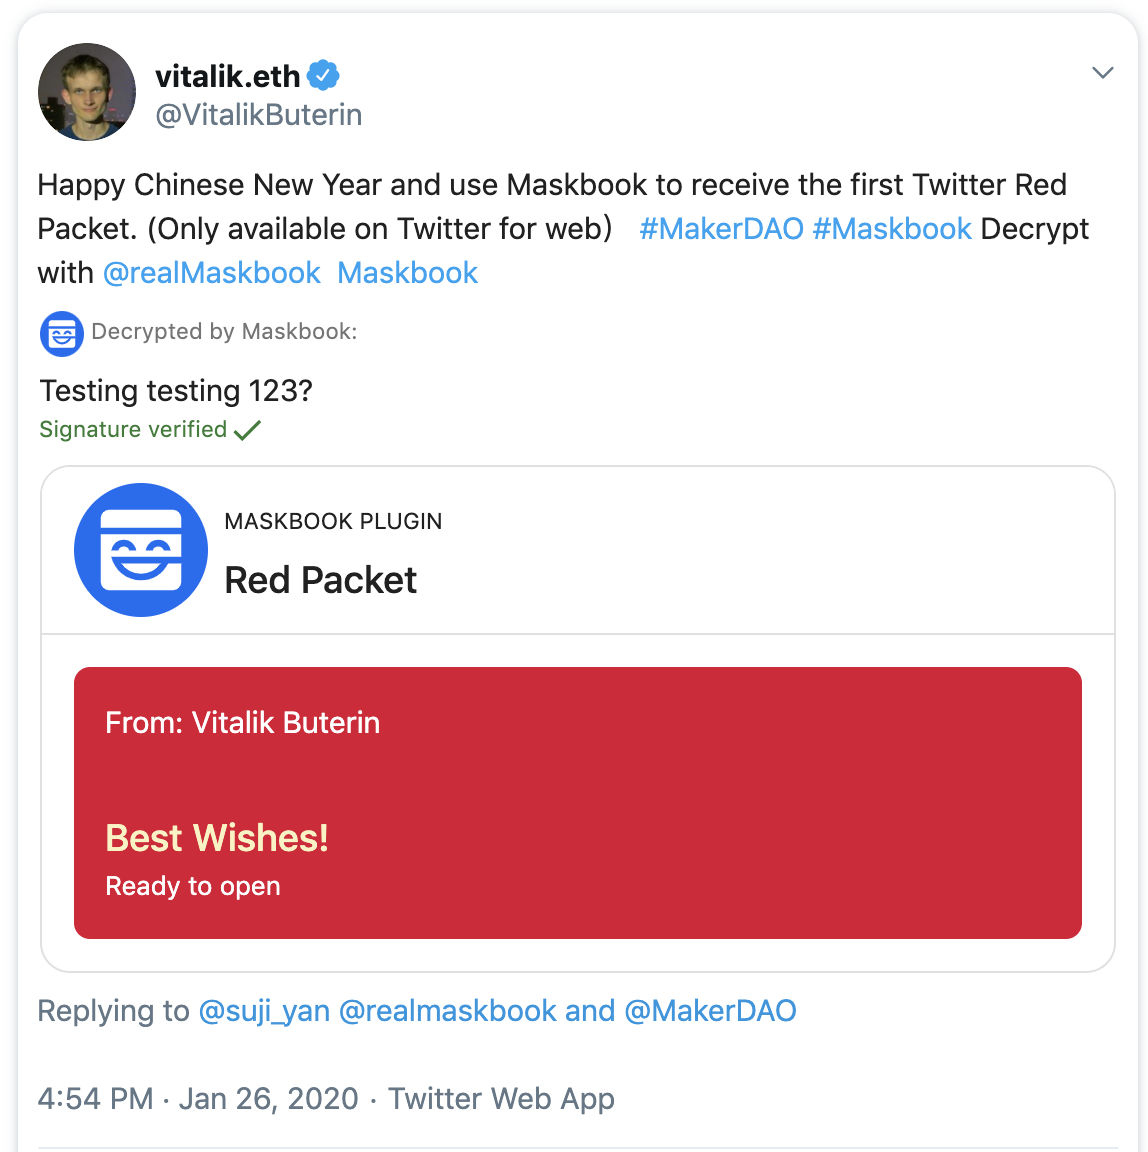 vitalik.eth
@VitalikButerin
Happy Chinese New Year and use Maskbook to receive the first Twitter Red
Packet. (Only available on Twitter for web) #MakerDAO #Maskbook Decrypt
with @realMaskbook Maskbook
Decrypted by Maskbook:
Testing testing 123?
Signature verified
MASKBOOK PLUGIN
Red Packet
From: Vitalik Buterin
Best Wishes!
Ready to open
Replying to @suji_yan @realmaskbook and @MakerDAO
4:54 PM · Jan 26, 2020 · Twitter Web App